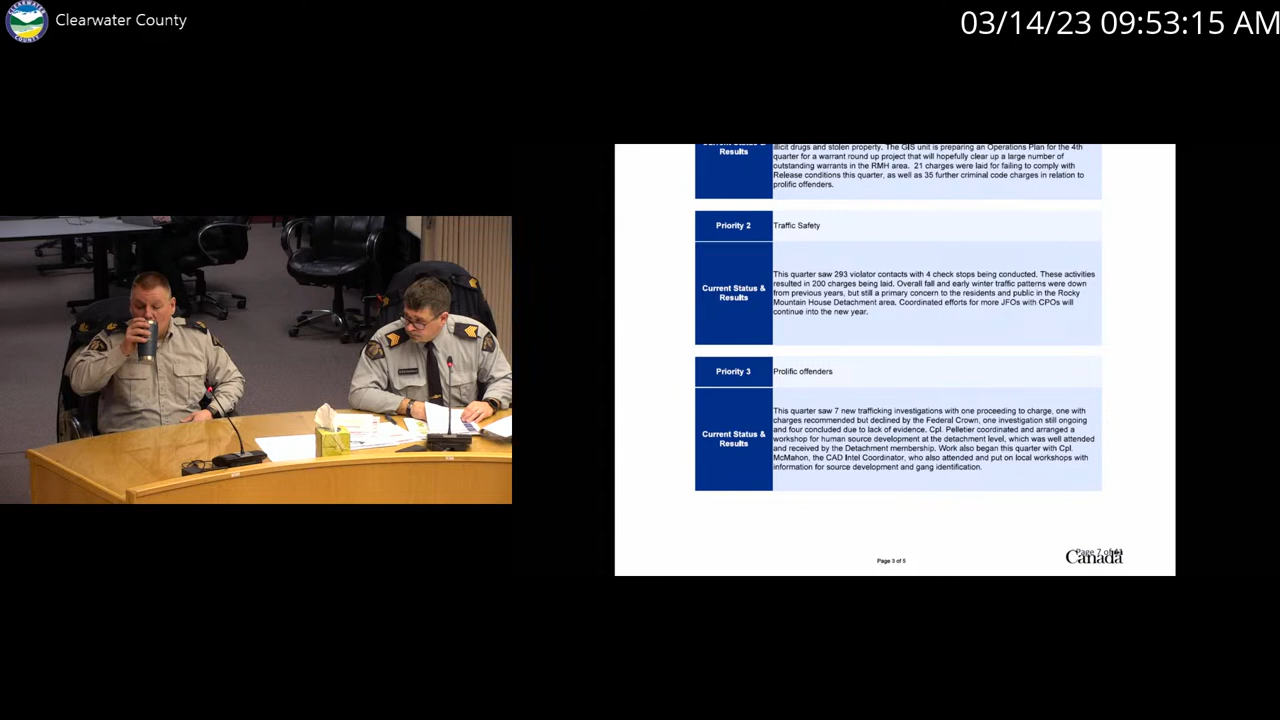 Clearwater County
03/14/23 09:53:15 AM
CLEARWATER
COUNTY
Current Status &
Results
illicit drugs and stolen property. The GIS unit is preparing an Operations Plan for the 4th
quarter for a warrant round up project that will hopefully clear up a large number of
outstanding warrants in the RMH area.  21 charges were laid for failing to comply with
Release conditions this quarter, as well as 35 further criminal code charges in relation to
prolific offenders.
Priority 2
Traffic Safety
Current Status &
Results
This quarter saw 293 violator contacts with 4 check stops being conducted. These activities
resulted in 200 charges being laid. Overall fall and early winter traffic patterns were down
from previous years, but still a primary concern to the residents and public in the Rocky
Mountain House Detachment area. Coordinated efforts for more JFOs with CPOs will
continue into the new year.
Priority 3
Prolific offenders
Current Status &
Results
This quarter saw 7 new trafficking investigations with one proceeding to charge, one with
charges recommended but declined by the Federal Crown, one investigation still ongoing
and four concluded due to lack of evidence. Cpl. Pelletier coordinated and arranged a
workshop for human source development at the detachment level, which was well attended
and received by the Detachment membership. Work also began this quarter with Cpl.
McMahon, the CAD Intel Coordinator, who also attended and put on local workshops with
information for source development and gang identification.
Page 3 of 5
Page 7 of
Canada